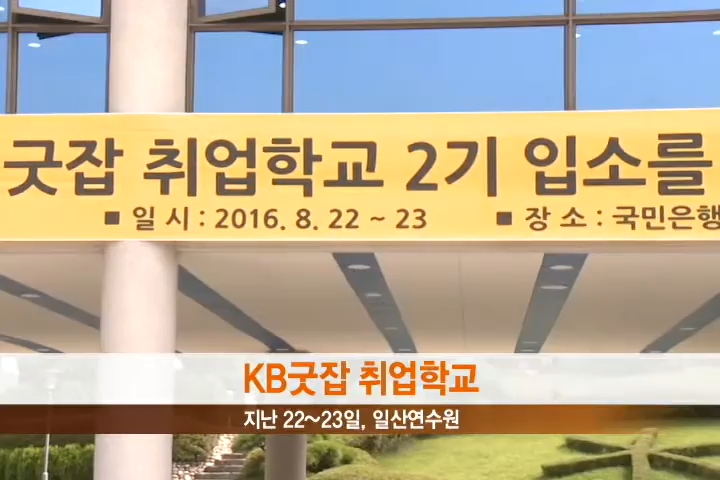 굿잡 취업학교 2기 입소를
■ 일 시 : 2016. 8. 22 ~ 23 ■ 장 소 : 국민은행
KB굿잡 취업학교
지난 22~23일, 일산연수원